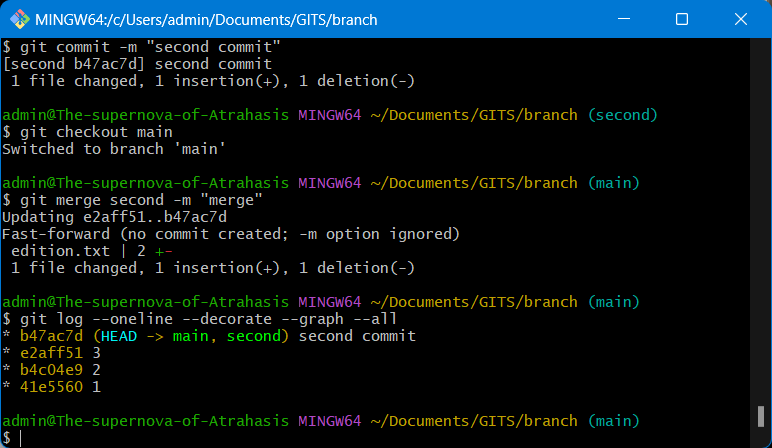 MINGW64:/c/Users/admin/Documents/GITS/branch
$ git commit -m "second commit"
[second b47ac7d] second commit
 1 file changed, 1 insertion(+), 1 deletion(-)

admin@The-supernova-of-Atrahasis MINGW64 ~/Documents/GITS/branch (second)
$ git checkout main
Switched to branch 'main'

admin@The-supernova-of-Atrahasis MINGW64 ~/Documents/GITS/branch (main)
$ git merge second -m "merge"
Updating e2aff51..b47ac7d
Fast-forward (no commit created; -m option ignored)
 edition.txt | 2 +-
 1 file changed, 1 insertion(+), 1 deletion(-)

admin@The-supernova-of-Atrahasis MINGW64 ~/Documents/GITS/branch (main)
$ git log --oneline --decorate --graph --all
* b47ac7d (HEAD -> main, second) second commit
* e2aff51 3
* b4c04e9 2
* 41e5560 1

admin@The-supernova-of-Atrahasis MINGW64 ~/Documents/GITS/branch (main)
$